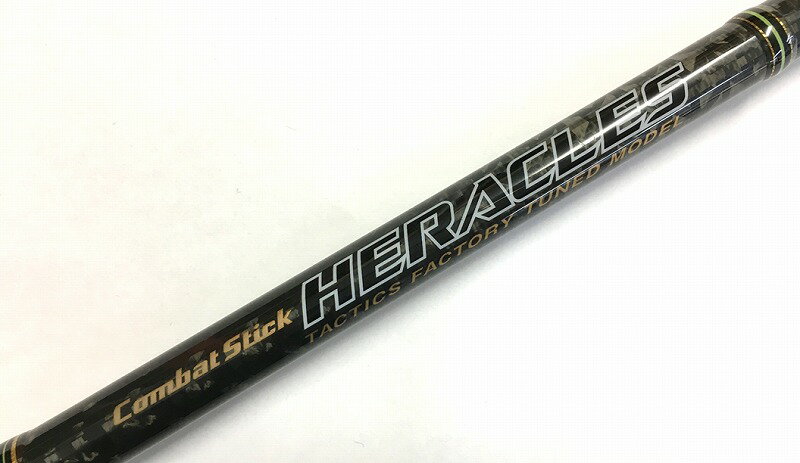 Combat Stick HERACLES
TACTICS FACTORY TUNED MODEL